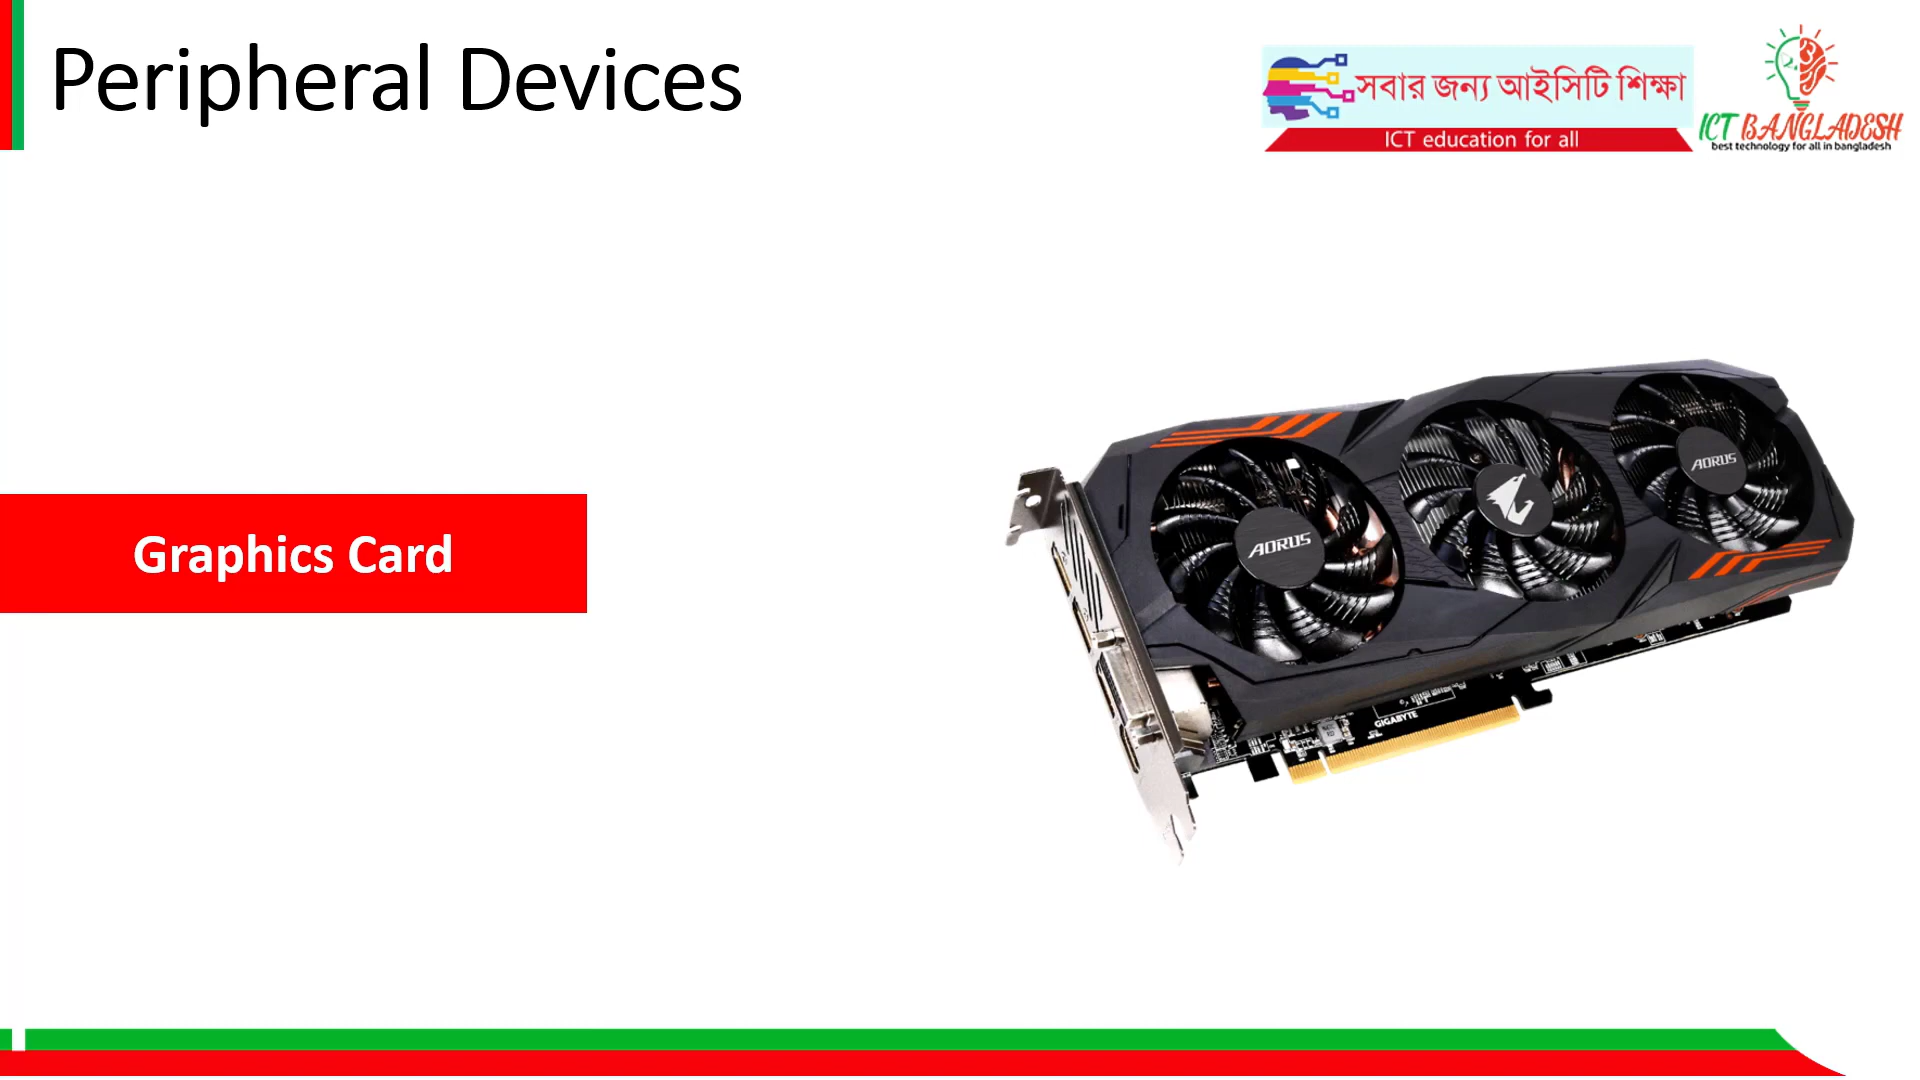 Peripheral Devices
সবার জন্য আইসিটি শিক্ষা
ICT education for all
ICT BANGLADESH
best technology for all in bangladesh
Graphics Card
AORUS
AORUS
GIGABYTE